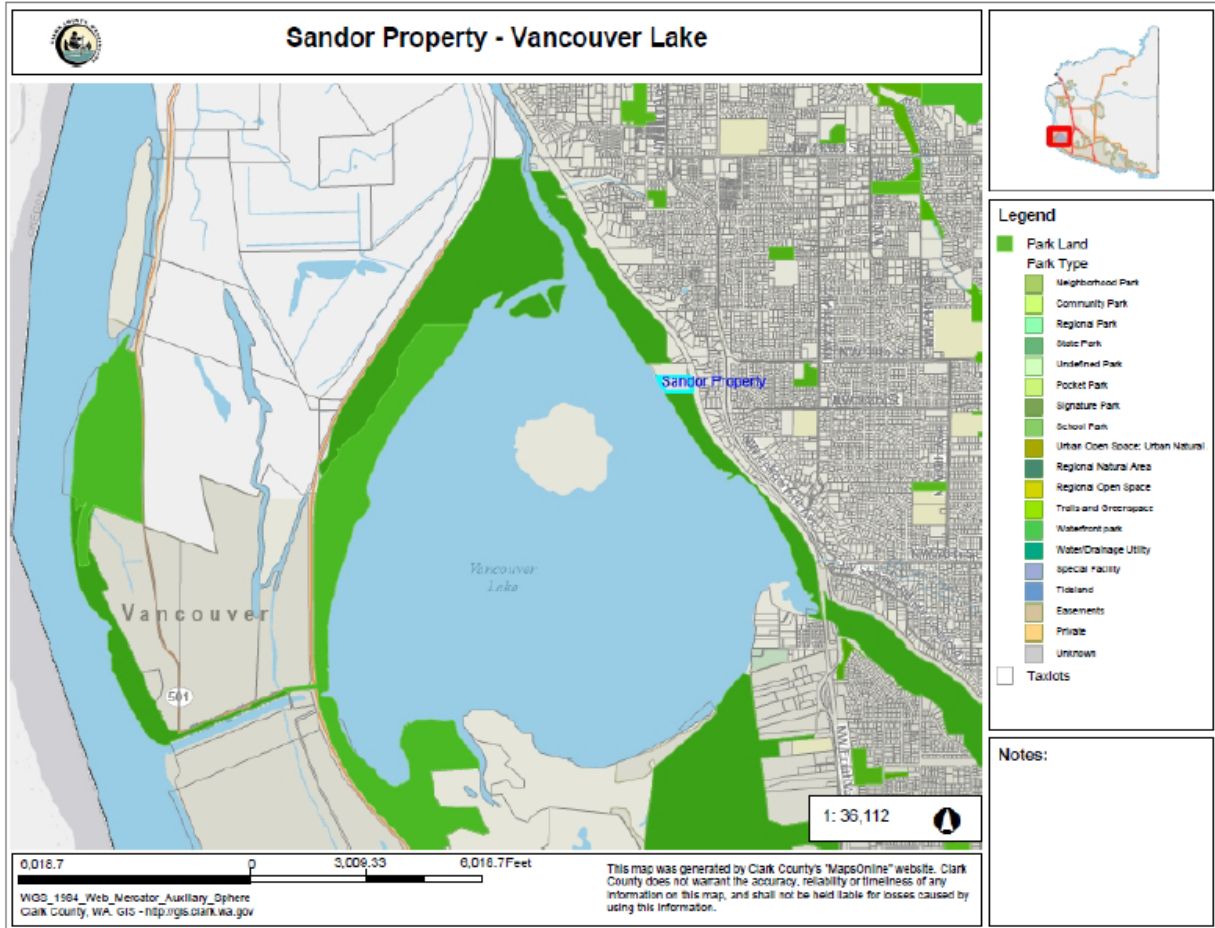 Sandor Property - Vancouver Lake
Sandor Property
Vancouver
Lake
Vancouver
501
1: 36,112
Legend
Park Land
Park Type
Neighborhood Park
Community Park
Regional Park
State Park
Undefined Park
Pocket Park
Signature Park
School Park
Urban Open Space: Urban Natural
Regional Natural Area
Regional Open Space
Trails and Greenspace
Waterfront park
Water/Drainage Utility
Special Facility
Tideland
Easements
Private
Unknown
Taxlots
Notes:
6,018.7 0 3,009.33 6,018.7 Feet
WGS_1984_Web_Mercator_Auxiliary_Sphere
Clark County, WA. GIS - http://gis.clark.wa.gov
This map was generated by Clark County's "MapsOnline" website. Clark
County does not warrant the accuracy, reliability or timeliness of any
information on this map, and shall not be held liable for losses caused by
using this information.